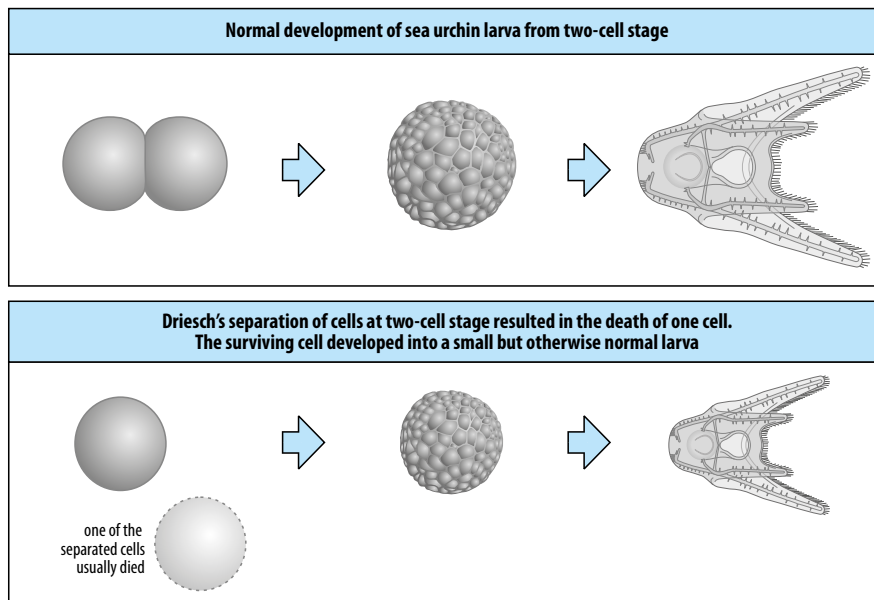 Normal development of sea urchin larva from two-cell stage
Driesch’s separation of cells at two-cell stage resulted in the death of one cell.
The surviving cell developed into a small but otherwise normal larva
one of the
separated cells
usually died